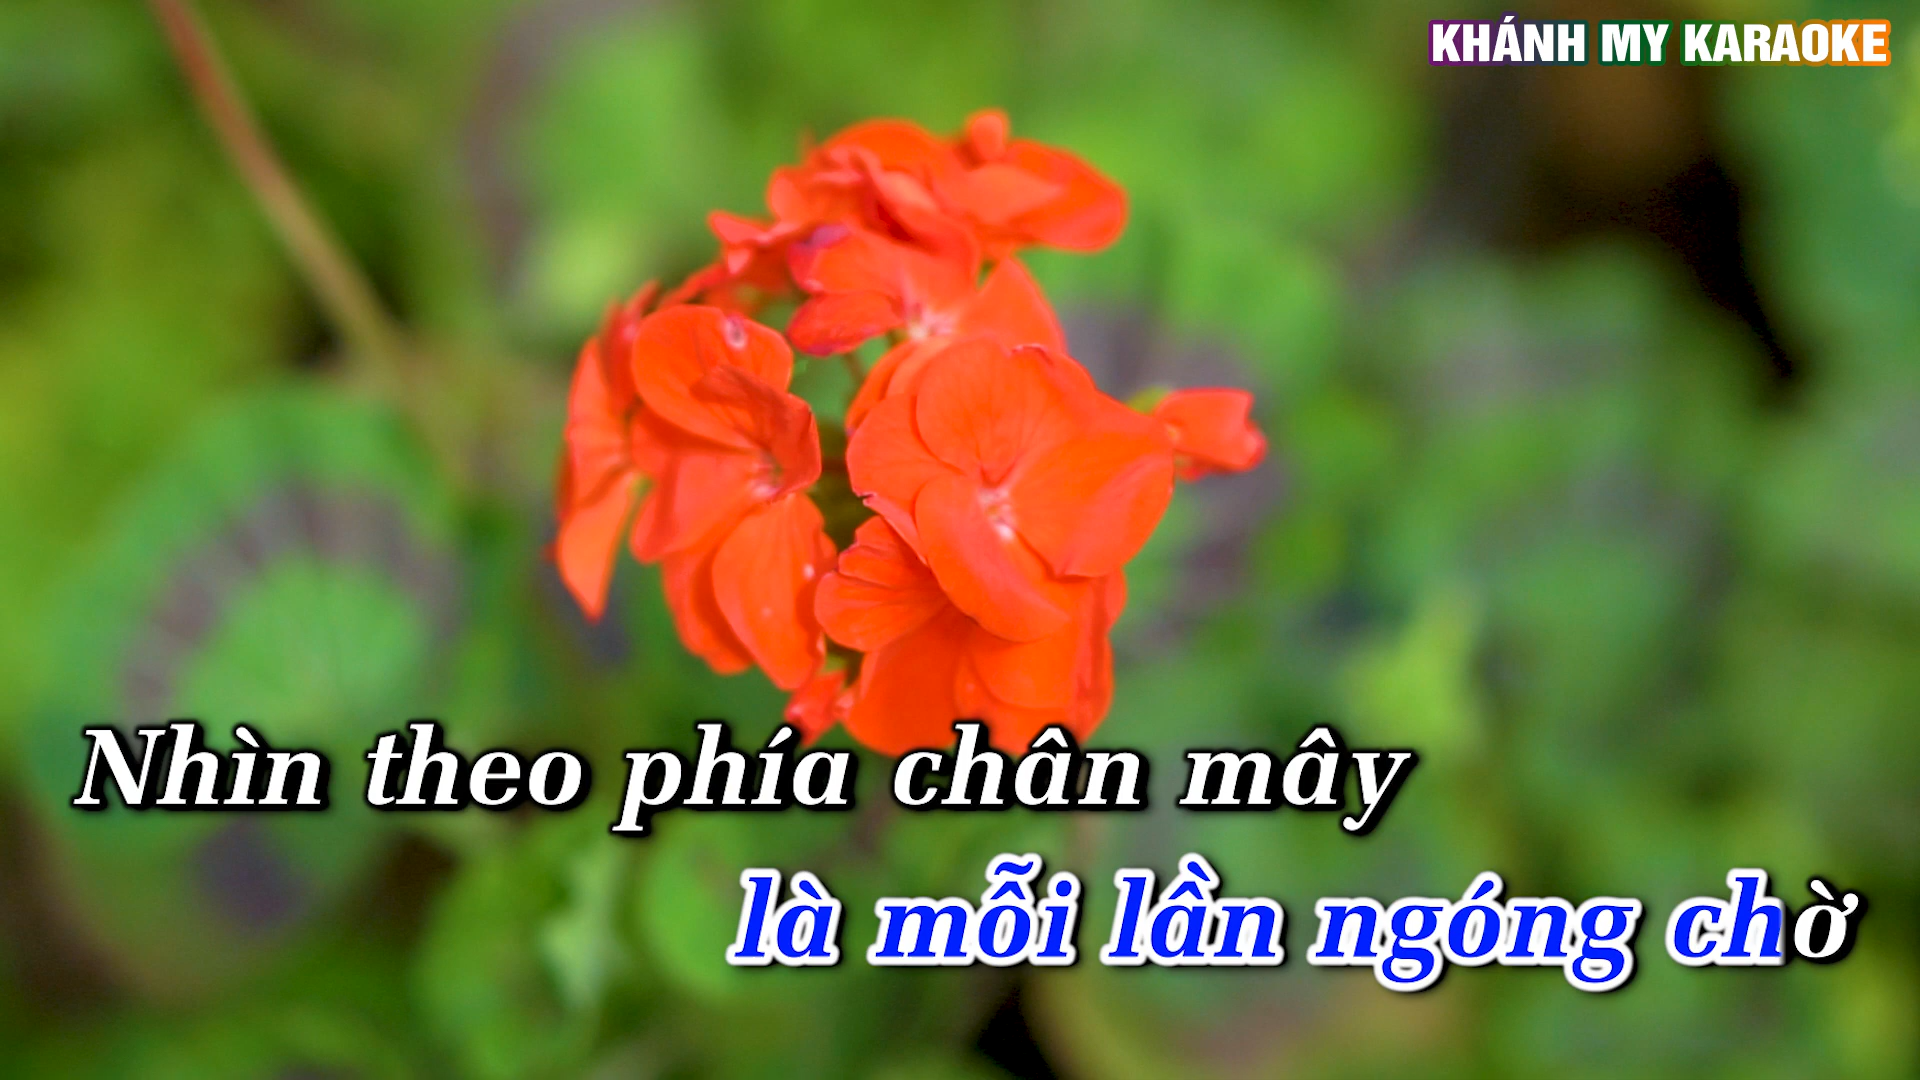 KHÁNH MY KARAOKE
Nhìn theo phía chân mây
là mỗi lần ngóng chờ